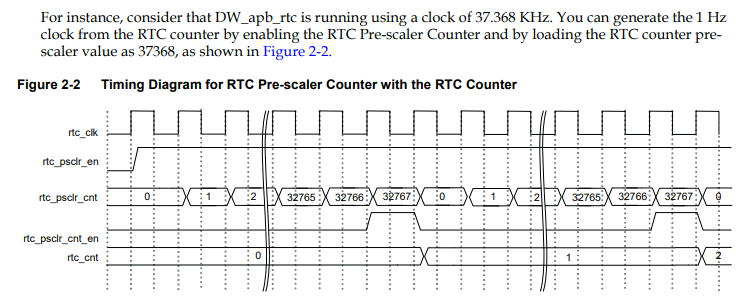 For instance, consider that DW_apb_rtc is running using a clock of 37.368 KHz. You can generate the 1 Hz
clock from the RTC counter by enabling the RTC Pre-scaler Counter and by loading the RTC counter pre-
scaler value as 37368, as shown in Figure 2-2.
Figure 2-2 Timing Diagram for RTC Pre-scaler Counter with the RTC Counter
rtc_clk
rtc_psclr_en
rtc_psclr_cnt 0 1 2 32765 32766 32767 0 1 2 32765 32766 32767 0
rtc_psclr_cnt_en
rtc_cnt 0 1 2